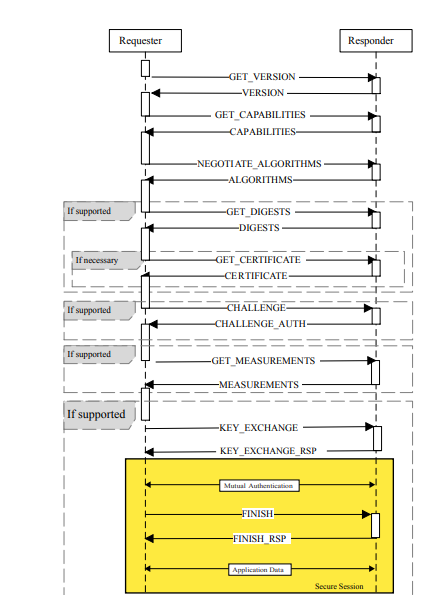 Requester
Responder
GET_VERSION
VERSION
GET_CAPABILITIES
CAPABILITIES
NEGOTIATE_ALGORITHMS
ALGORITHMS
If supported
GET_DIGESTS
DIGESTS
If necessary
GET_CERTIFICATE
CERTIFICATE
If supported
CHALLENGE
CHALLENGE_AUTH
If supported
GET_MEASUREMENTS
MEASUREMENTS
If supported
KEY_EXCHANGE
KEY_EXCHANGE_RSP
Mutual Authentication
FINISH
FINISH_RSP
Application Data
Secure Session